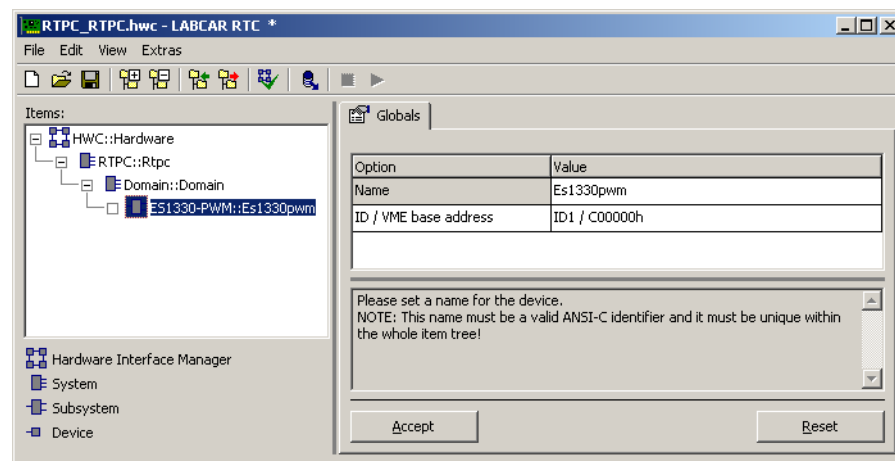 RTPC_RTPC.hwc - LABCAR RTC *
File Edit View Extras
Items:
HWC::Hardware
RTPC::Rtpc
Domain::Domain
ES1330-PWM::Es1330pwm
Hardware Interface Manager
System
Subsystem
Device
Globals
Option Value
Name Es1330pwm
ID / VME base address ID1 / C00000h
Please set a name for the device.
NOTE: This name must be a valid ANSI-C identifier and it must be unique within
the whole item tree!
Accept Reset